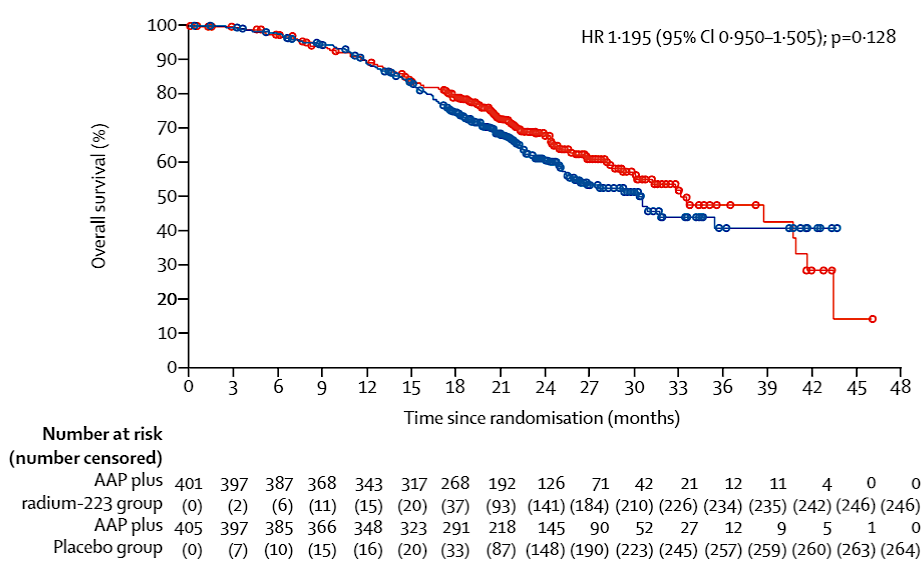 HR 1·195 (95% Cl 0·950–1·505); p=0·128
100
90
80
70
60
50
40
30
20
10
0
Overall survival (%)
0 3 6 9 12 15 18 21 24 27 30 33 36 39 42 45 48
Time since randomisation (months)
Number at risk
(number censored)
AAP plus 401 397 387 368 343 317 268 192 126 71 42 21 12 11 4 0 0
radium-223 group (0) (2) (6) (11) (15) (20) (37) (93) (141) (184) (210) (226) (234) (235) (242) (246) (246)
AAP plus 405 397 385 366 348 323 291 218 145 90 52 27 12 9 5 1 0
Placebo group (0) (7) (10) (15) (16) (20) (33) (87) (148) (190) (223) (245) (257) (259) (260) (263) (264)